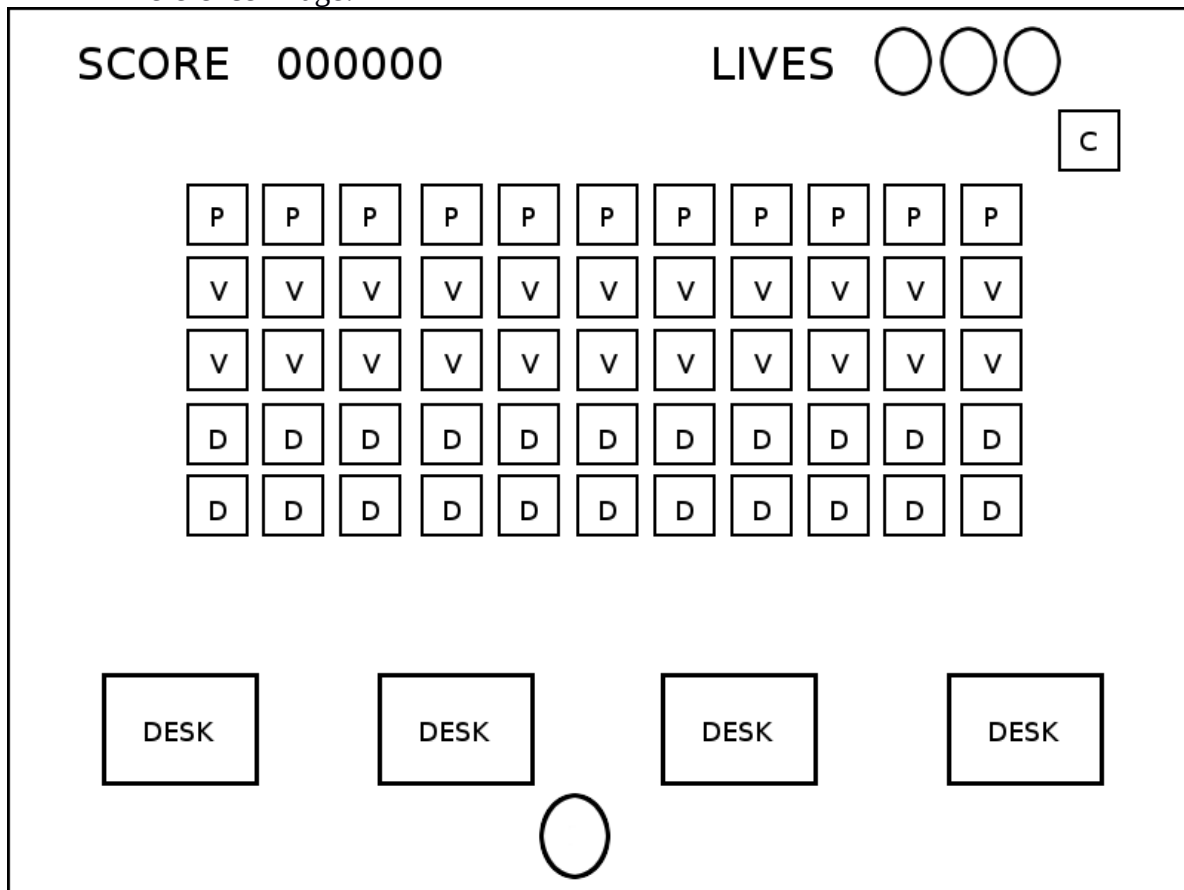 SCORE 000000 LIVES
C
P P P P P P P P P P P
V V V V V V V V V V V
V V V V V V V V V V V
D D D D D D D D D D D
D D D D D D D D D D D
DESK DESK DESK DESK